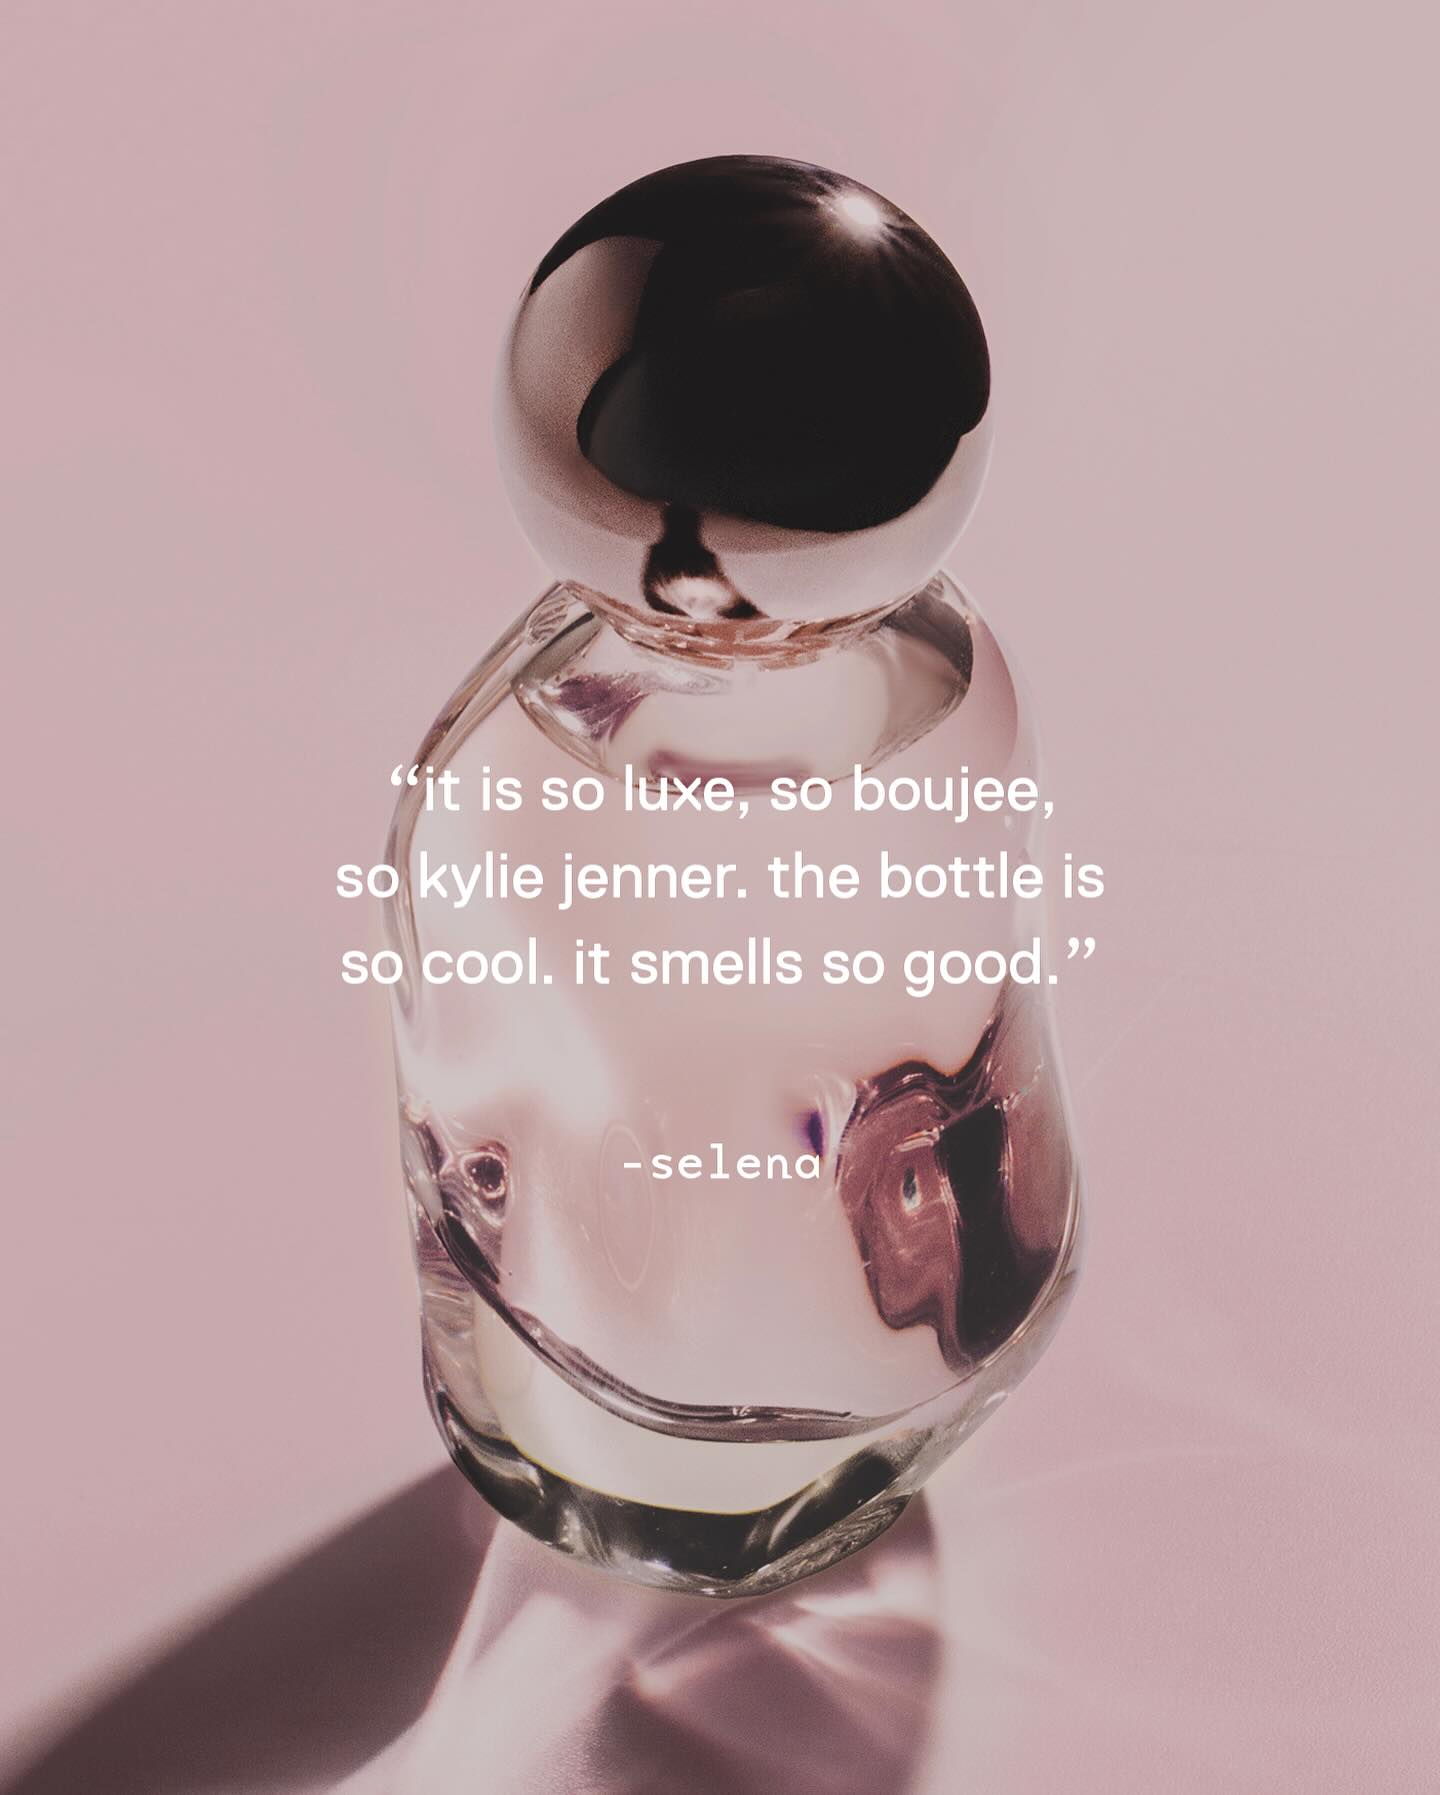 “it is so luxe, so boujee,
so kylie jenner. the bottle is
so cool. it smells so good.”
-selena